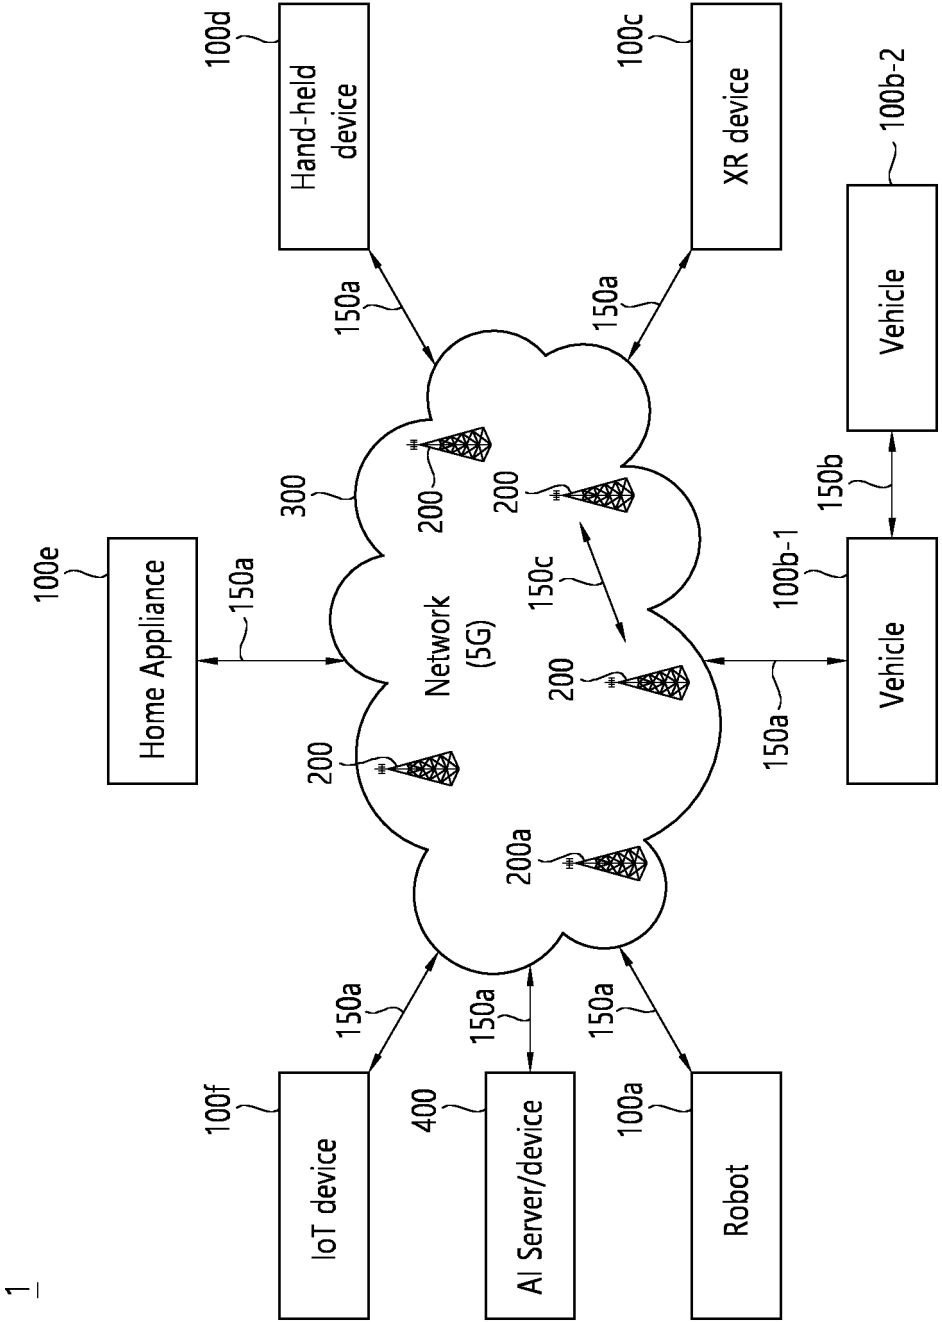 1
100e
Home Appliance
100f
100d
150a
300
IoT device
Hand-held
device
200
150a
150a
400
200
Network
(5G)
150a
200
200a
AI Server/device
150c
200
150a
150a
100a
100c
Robot
XR device
150a
100b-1
150b
100b-2
Vehicle
Vehicle